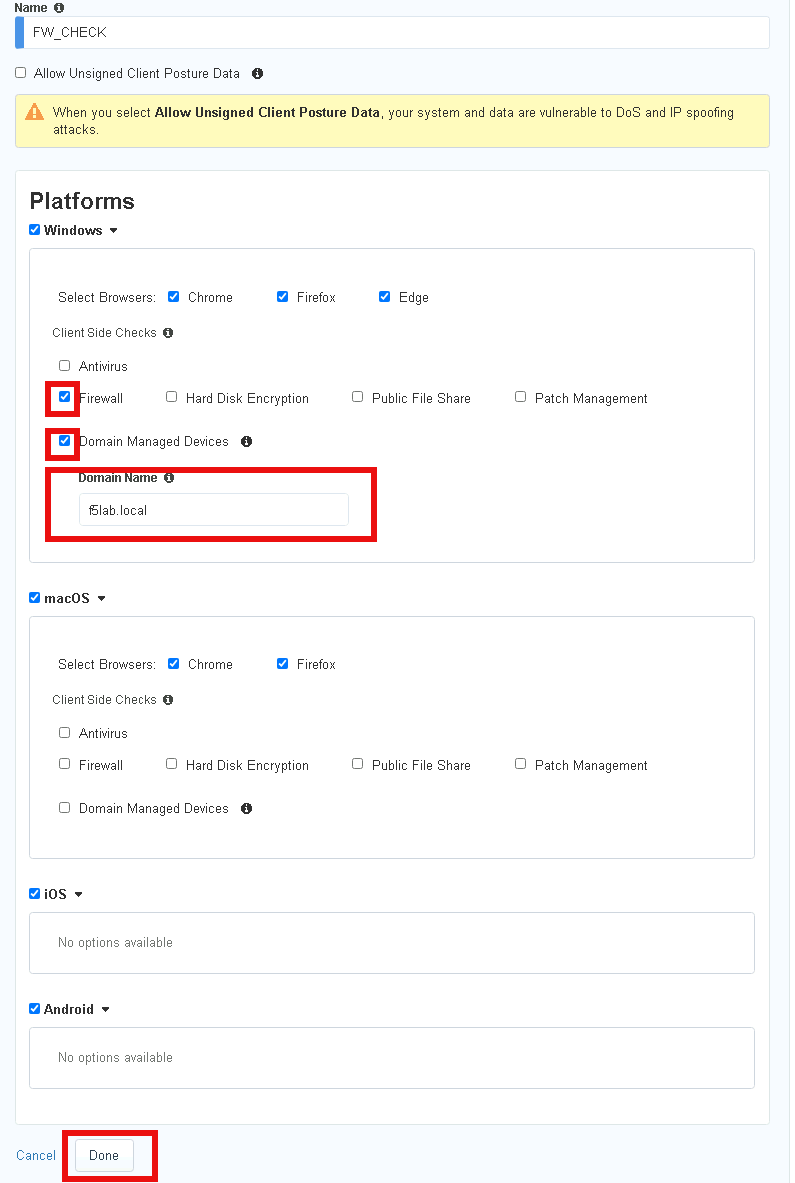 Name
FW_CHECK
Allow Unsigned Client Posture Data
When you select Allow Unsigned Client Posture Data, your system and data are vulnerable to DoS and IP spoofing
attacks.
Platforms
Windows
Select Browsers: Chrome Firefox Edge
Client Side Checks
Antivirus
Firewall Hard Disk Encryption Public File Share Patch Management
Domain Managed Devices
Domain Name
f5lab.local
macOS
Select Browsers: Chrome Firefox
Client Side Checks
Antivirus
Firewall Hard Disk Encryption Public File Share Patch Management
Domain Managed Devices
iOS
No options available
Android
No options available
Cancel Done